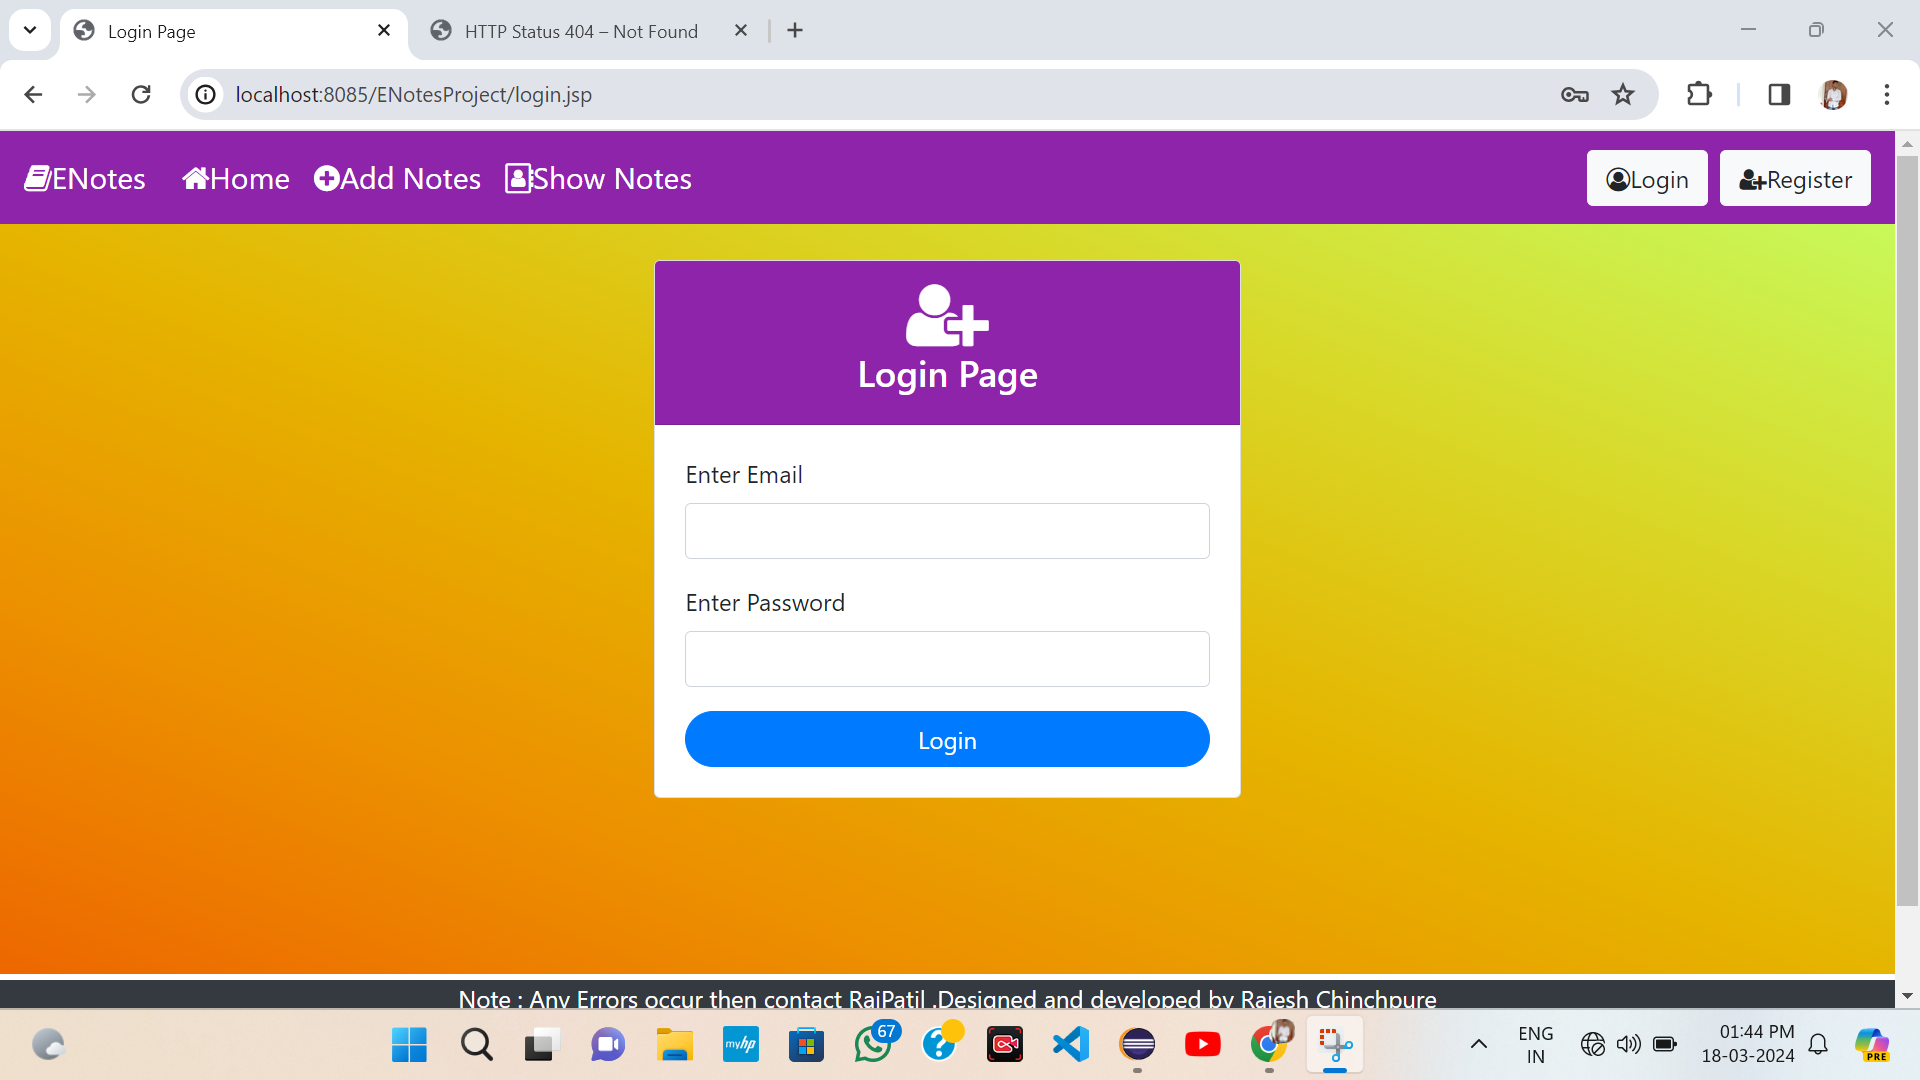 Login Page
HTTP Status 404 – Not Found
localhost:8085/ENotesProject/login.jsp
ENotes Home Add Notes Show Notes Login Register
Login Page
Enter Email
Enter Password
Login
Note : Any Errors occur then contact RajPatil .Designed and developed by Rajesh Chinchpure
myhp
67
ENG
IN
01:44 PM
18-03-2024
PRE